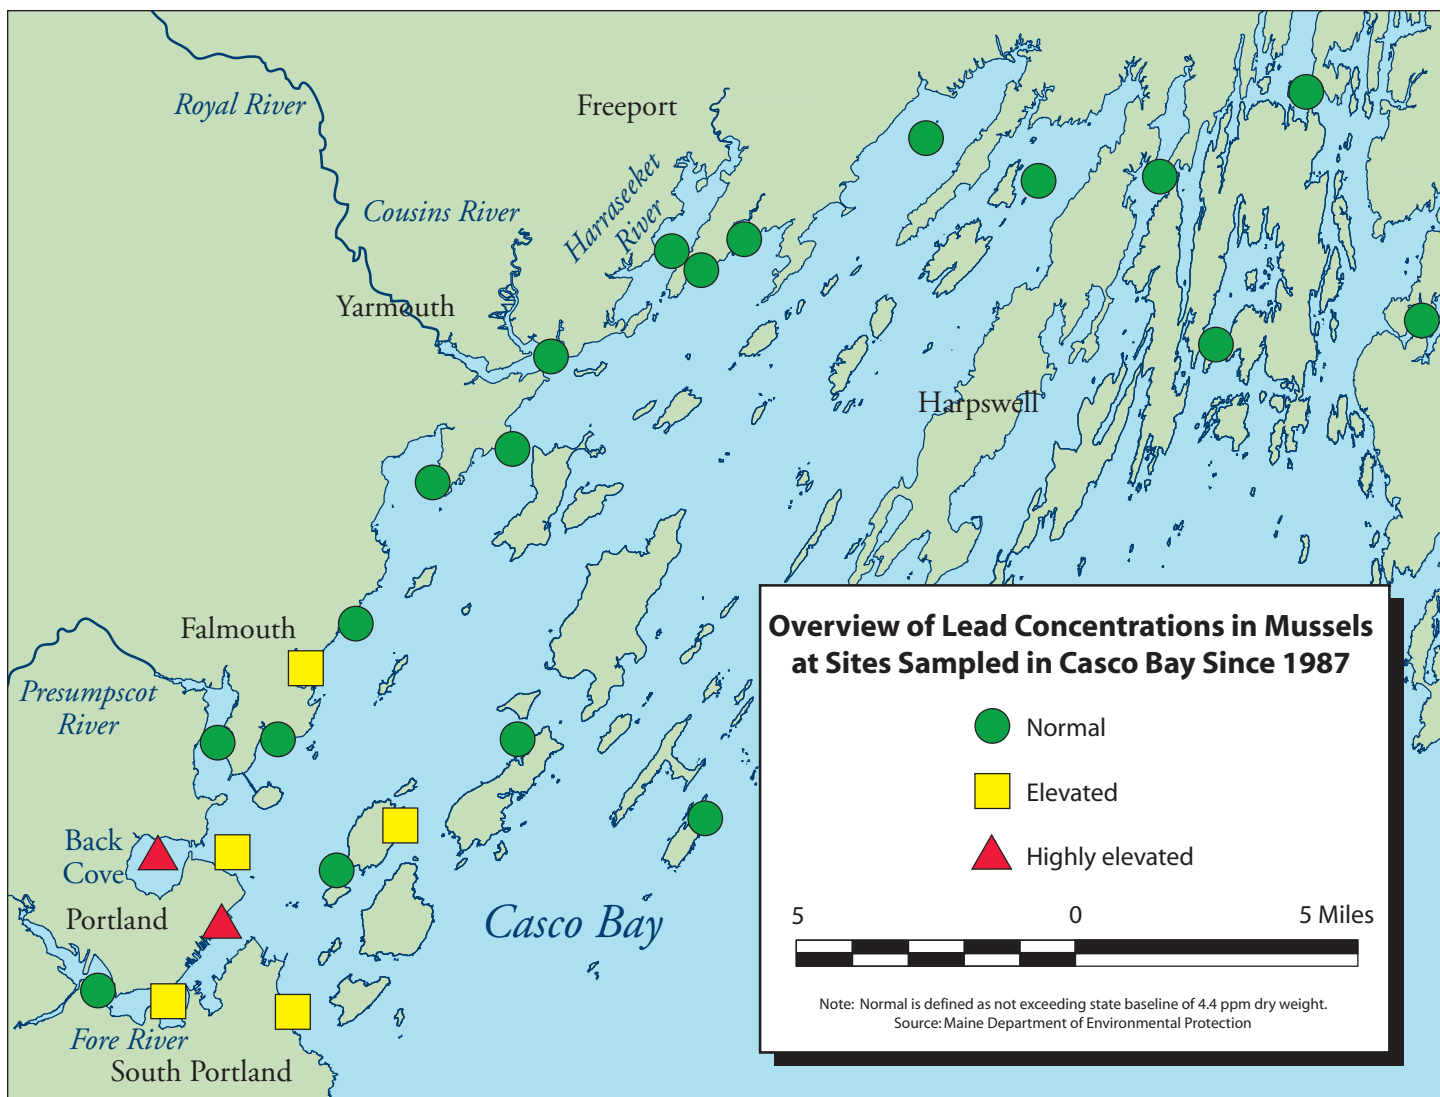 Royal River
Freeport
Harraseeket
River
Cousins River
Yarmouth
Harpswell
Falmouth
Presumpscot
River
Back
Cove
Portland
Casco Bay
Fore River
South Portland
Overview of Lead Concentrations in Mussels
at Sites Sampled in Casco Bay Since 1987
Normal
Elevated
Highly elevated
5 0 5 Miles
Note: Normal is defined as not exceeding state baseline of 4.4 ppm dry weight.
Source: Maine Department of Environmental Protection